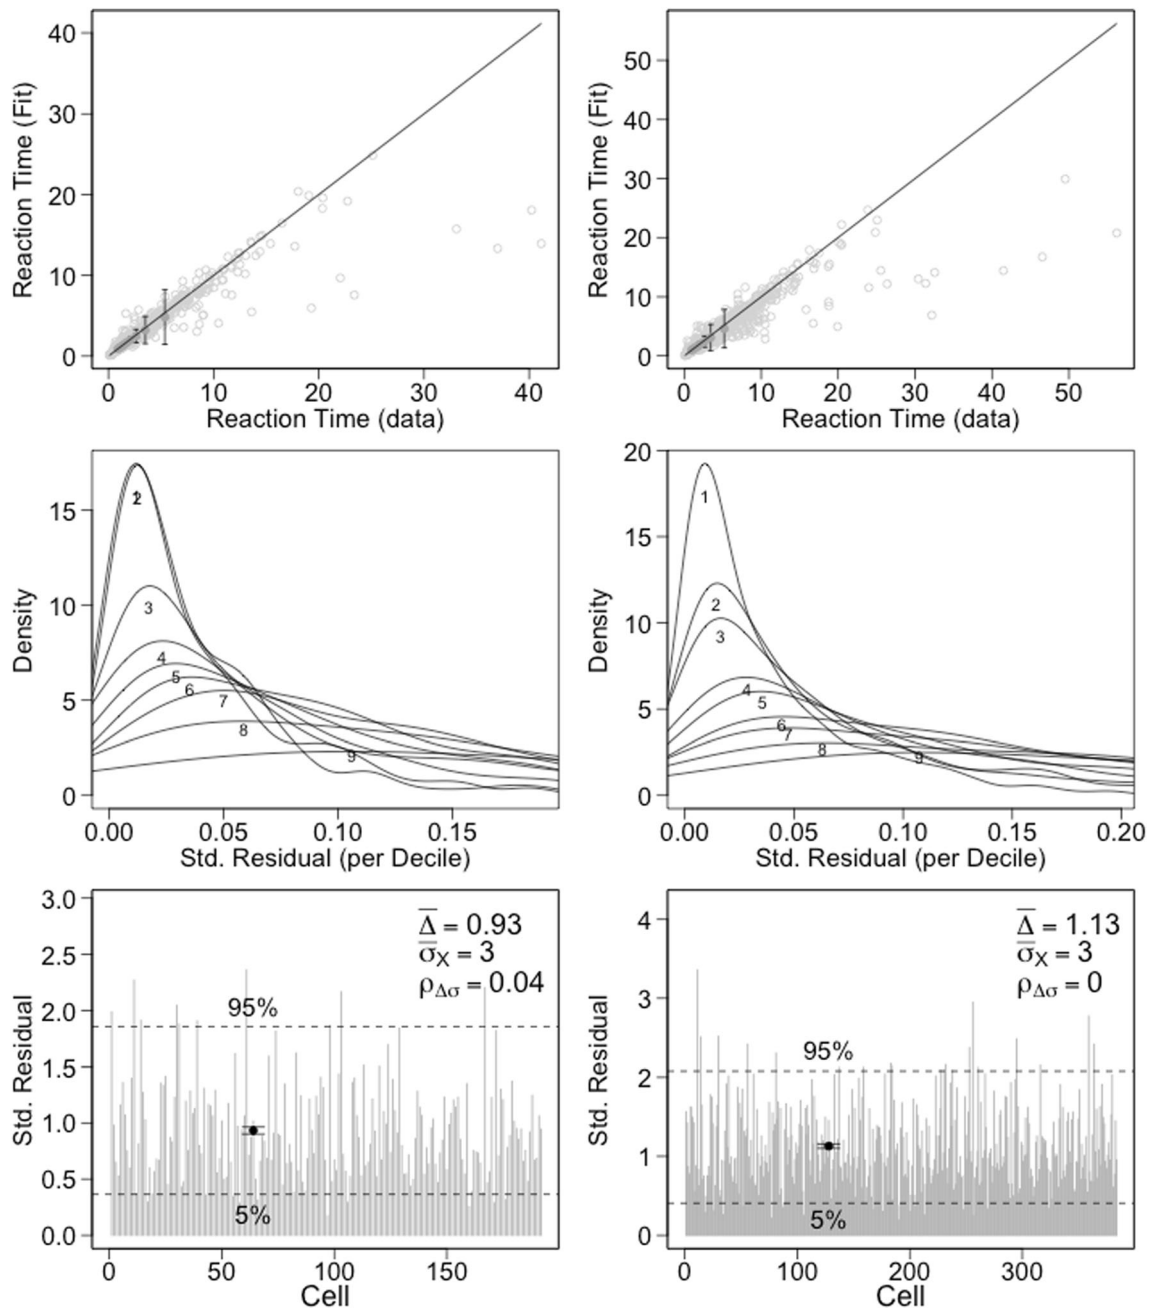 40
30
20
10
0
Reaction Time (Fit)
0 10 20 30 40
Reaction Time (data)
50
40
30
20
10
0
Reaction Time (Fit)
0 10 20 30 40 50
Reaction Time (data)
15
10
5
0
Density
1
2
3
4
5
6
7
8
9
0.00 0.05 0.10 0.15
Std. Residual (per Decile)
20
15
10
5
0
Density
1
2
3
4
5
6
7
8
9
0.00 0.05 0.10 0.15 0.20
Std. Residual (per Decile)
3.0
2.5
2.0
1.5
1.0
0.5
0.0
Std. Residual
Δ̅ = 0.93
σ̅X = 3
ρΔσ = 0.04
95%
5%
0 50 100 150
Cell
4
3
2
1
0
Std. Residual
Δ̅ = 1.13
σ̅X = 3
ρΔσ = 0
95%
5%
0 100 200 300
Cell